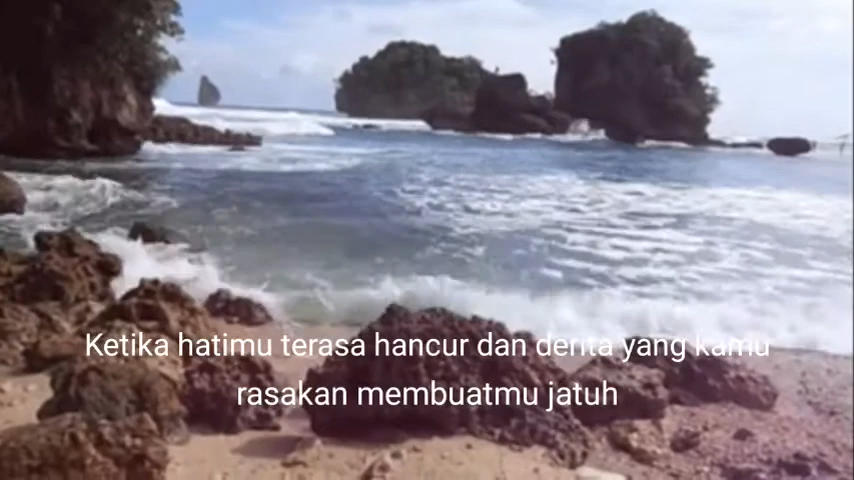 Ketika hatimu terasa hancur dan derita yang kamu
rasakan membuatmu jatuh